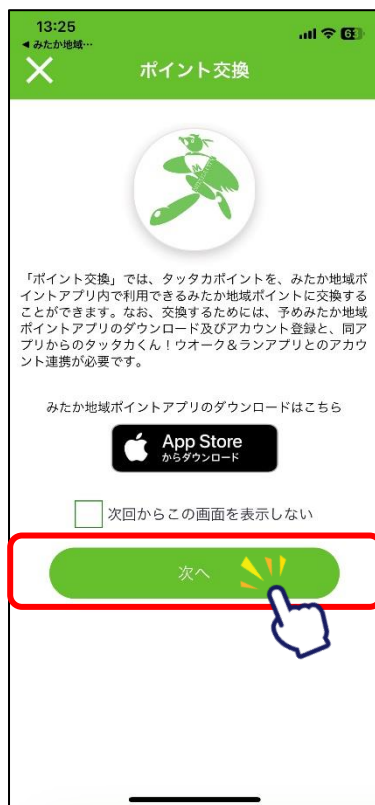 13:25
63
◀ みたか地域…
ポイント交換
「ポイント交換」では、タッタカポイントを、みたか地域ポ
イントアプリ内で利用できるみたか地域ポイントに交換する
ことができます。なお、交換するためには、予めみたか地域
ポイントアプリのダウンロード及びアカウント登録と、同ア
プリからのタッタカくん！ウオーク＆ランアプリとのアカウ
ント連携が必要です。
みたか地域ポイントアプリのダウンロードはこちら
App Store
からダウンロード
次回からこの画面を表示しない
次へ